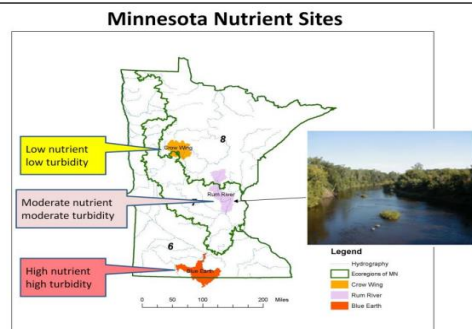 Minnesota Nutrient Sites
8
Low nutrient
low turbidity
Crow Wing
Moderate nutrient
moderate turbidity
Rum River
7
6
High nutrient
high turbidity
Blue Earth
0 50 100 200 Miles
Legend
Hydrography
Ecoregions of MN
Crow Wing
Rum River
Blue Earth